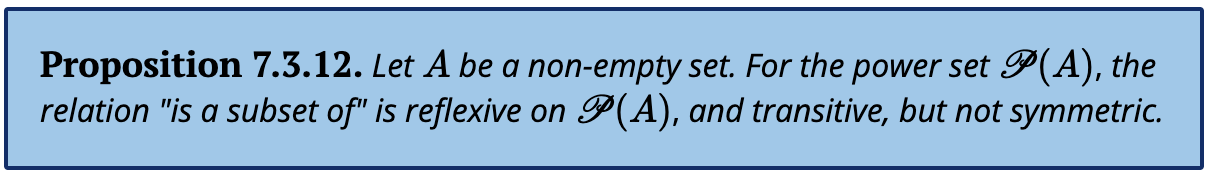 Proposition 7.3.12. Let A be a non-empty set. For the power set 𝒫(A), the
relation "is a subset of" is reflexive on 𝒫(A), and transitive, but not symmetric.